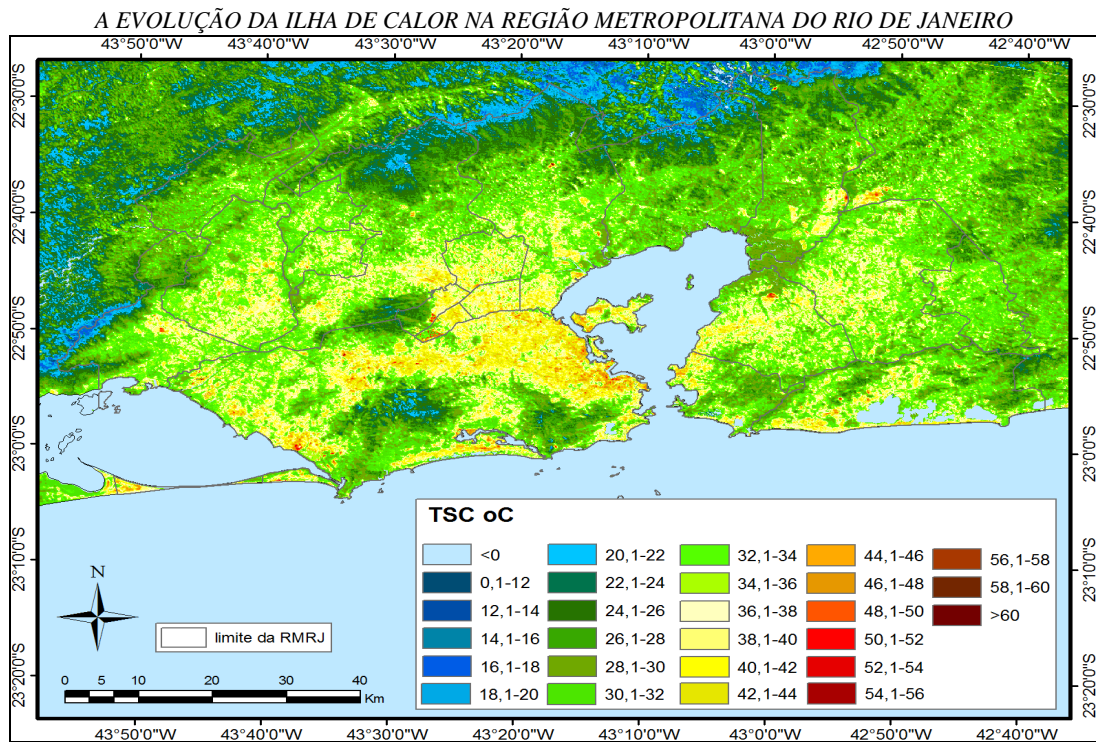 A EVOLUÇÃO DA ILHA DE CALOR NA REGIÃO METROPOLITANA DO RIO DE JANEIRO
43°50'0"W 43°40'0"W 43°30'0"W 43°20'0"W 43°10'0"W 43°0'0"W 42°50'0"W 42°40'0"W
22°30'0"S 22°30'0"S
22°40'0"S 22°40'0"S
22°50'0"S 22°50'0"S
23°0'0"S 23°0'0"S
23°10'0"S 23°10'0"S
23°20'0"S 23°20'0"S
TSC oC
<0 20,1-22 32,1-34 44,1-46 56,1-58
0,1-12 22,1-24 34,1-36 46,1-48 58,1-60
12,1-14 24,1-26 36,1-38 48,1-50 >60
14,1-16 26,1-28 38,1-40 50,1-52
16,1-18 28,1-30 40,1-42 52,1-54
18,1-20 30,1-32 42,1-44 54,1-56
N
limite da RMRJ
0 5 10 20 30 40
Km
43°50'0"W 43°40'0"W 43°30'0"W 43°20'0"W 43°10'0"W 43°0'0"W 42°50'0"W 42°40'0"W